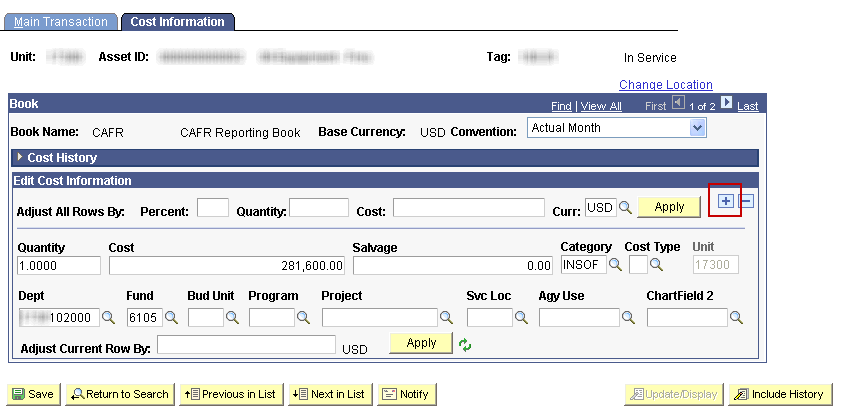 Main Transaction Cost Information
Unit: Asset ID: Tag: In Service
Change Location
Book Find | View All First 1 of 2 Last
Book Name: CAFR CAFR Reporting Book Base Currency: USD Convention: Actual Month
Cost History
Edit Cost Information
Adjust All Rows By: Percent: Quantity: Cost: Curr: USD Apply
Quantity Cost Salvage Category Cost Type Unit
1.0000 281,600.00 0.00 INSOF 17300
Dept Fund Bud Unit Program Project Svc Loc Agy Use ChartField 2
102000 6105
Adjust Current Row By: USD Apply
Save Return to Search Previous in List Next in List Notify Update/Display Include History